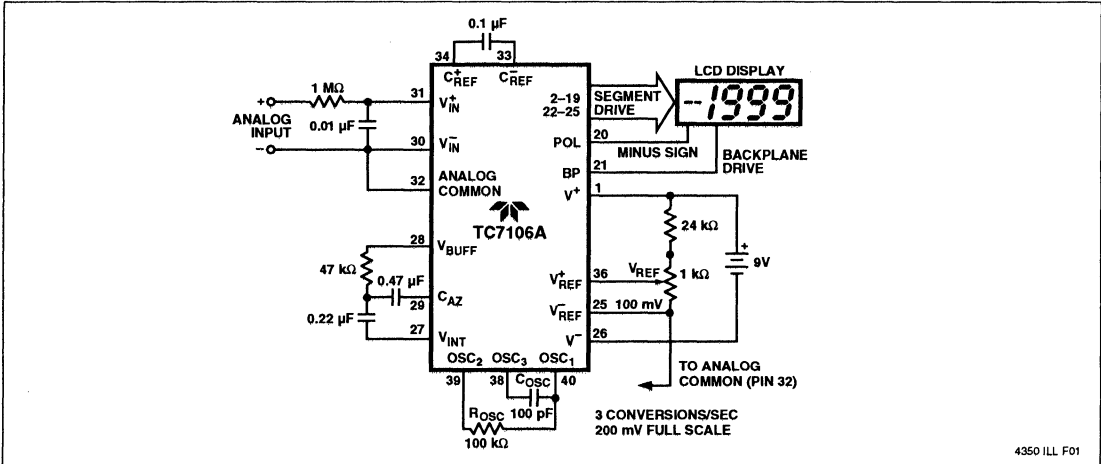 0.1 µF
34
33
C+REF
C–REF
1 MΩ
31
V+IN
+
ANALOG
INPUT
–
0.01 µF
30
V–IN
32
ANALOG
COMMON
TC7106A
28
VBUFF
47 kΩ
0.47 µF
29
CAZ
0.22 µF
27
VINT
OSC2
OSC3
OSC1
39
38
COSC
40
100 pF
ROSC
100 kΩ
LCD DISPLAY
-1999
2–19
22–25
SEGMENT
DRIVE
POL
20
MINUS SIGN
BP
21
BACKPLANE
DRIVE
V+
1
24 kΩ
+
9V
V+REF
36
VREF
1 kΩ
V–REF
25
100 mV
V–
26
TO ANALOG
COMMON (PIN 32)
3 CONVERSIONS/SEC
200 mV FULL SCALE
4350 ILL F01